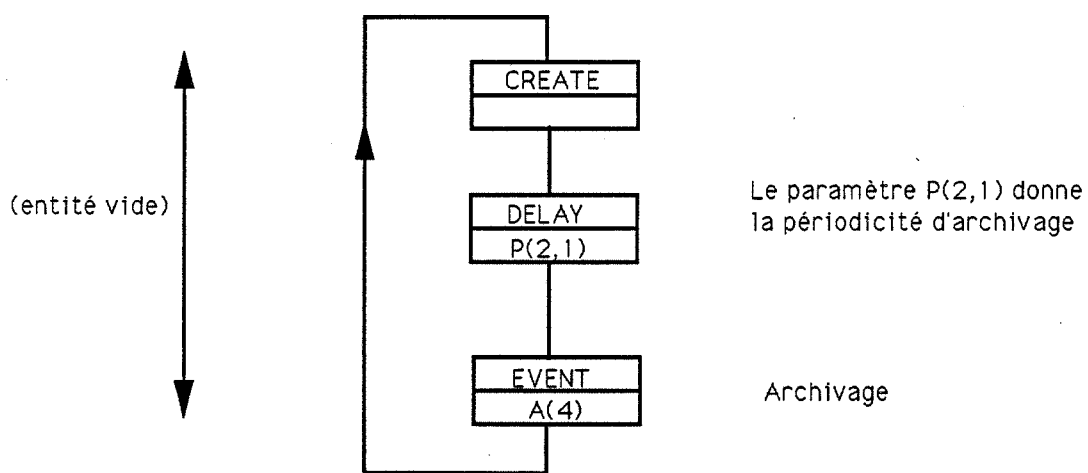 CREATE
(entité vide)
DELAY
P(2,1)
Le paramètre P(2,1) donne
la périodicité d'archivage
EVENT
A(4)
Archivage